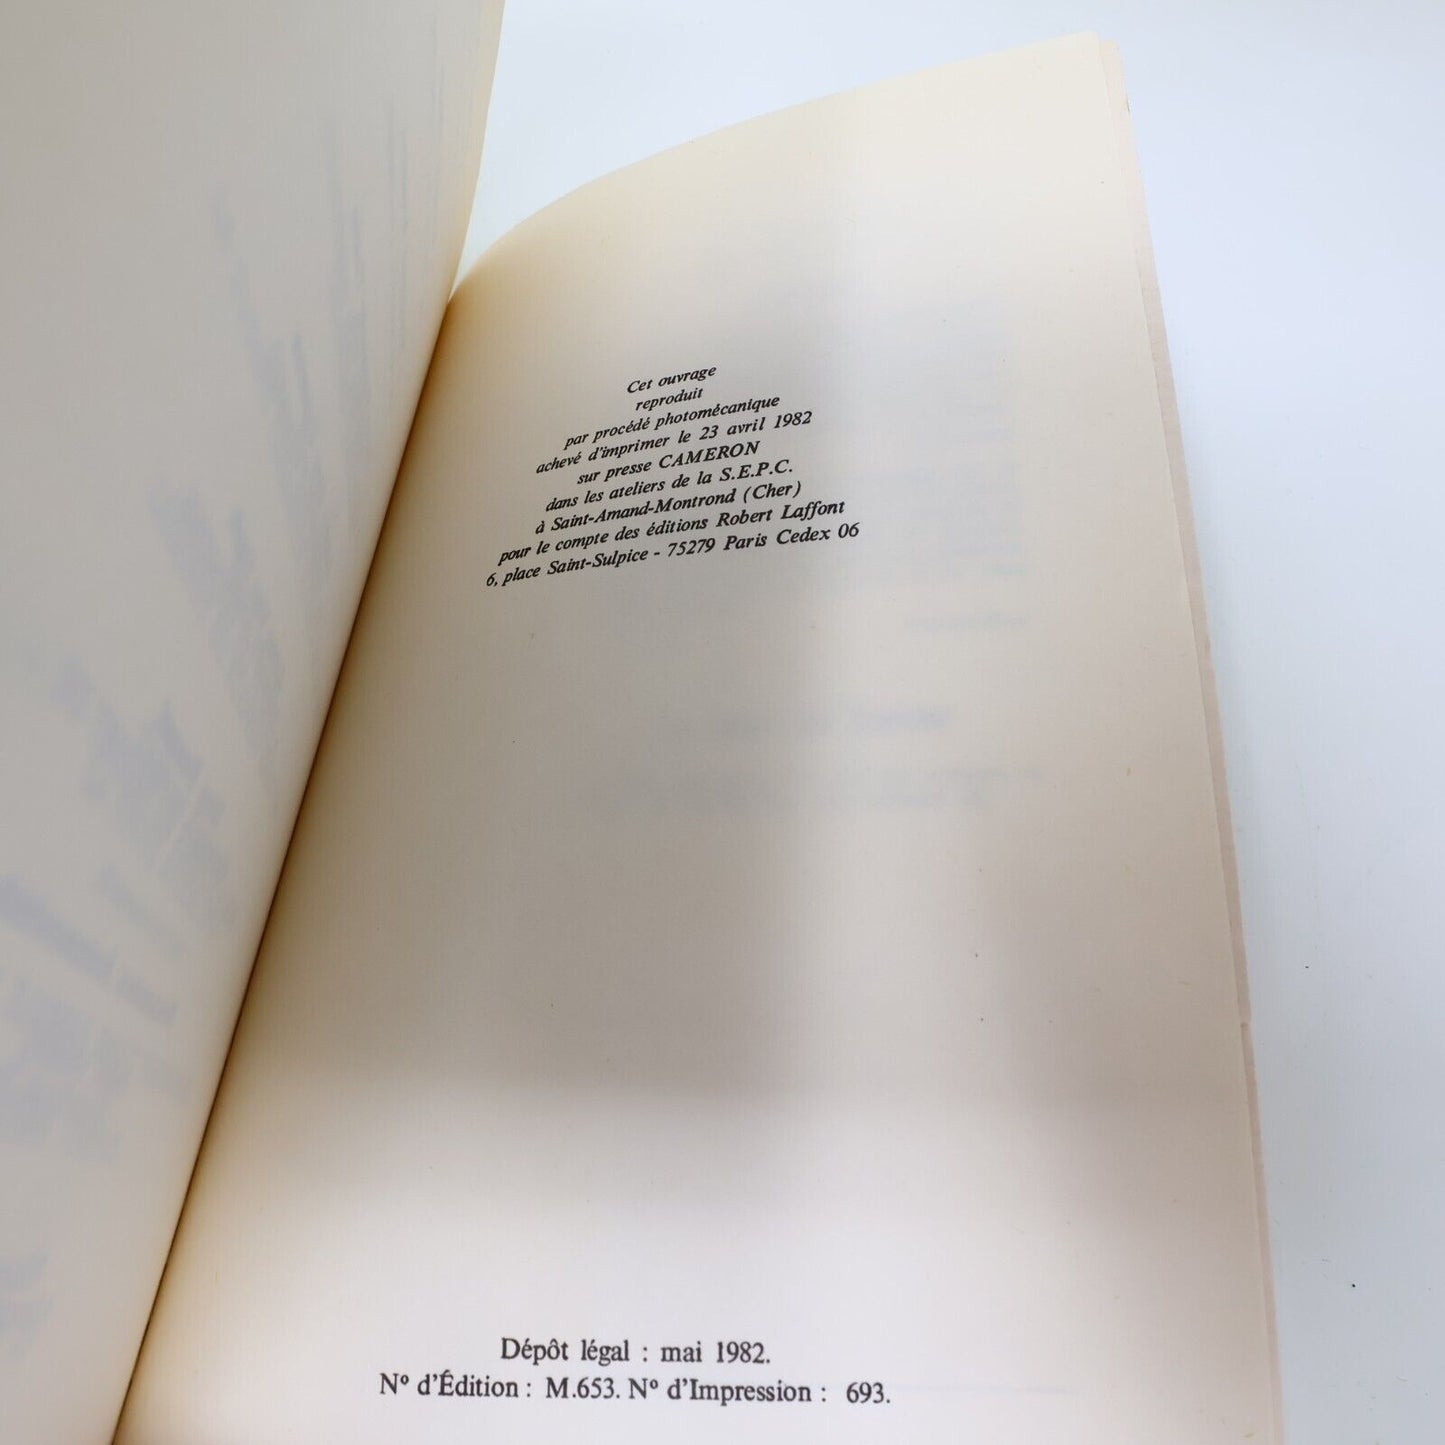 Cet ouvrage
reproduit
par procédé photomécanique
achevé d'imprimer le 23 avril 1982
sur presse CAMERON
dans les ateliers de la S.E.P.C.
à Saint-Amand-Montrond (Cher)
pour le compte des éditions Robert Laffont
6, place Saint-Sulpice - 75279 Paris Cedex 06
Dépôt légal : mai 1982.
Nº d'Édition : M.653. Nº d'Impression : 693.